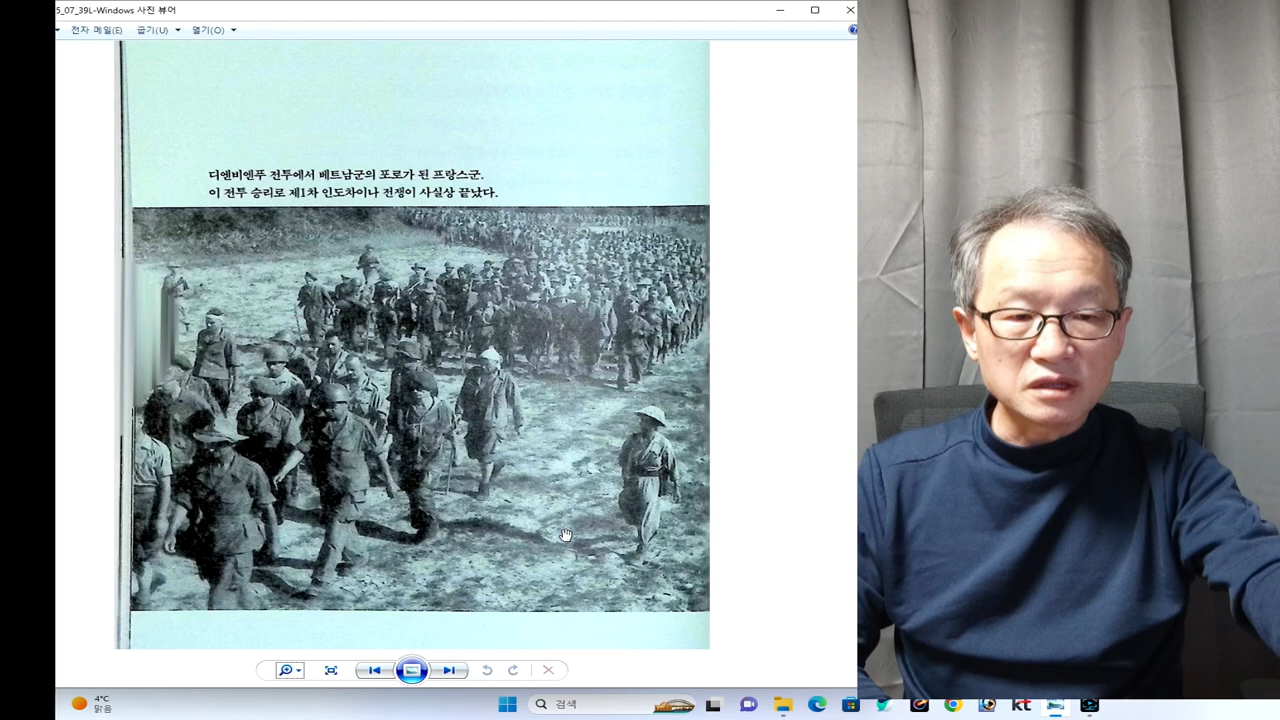 5_07_39L-Windows 사진 뷰어
전자 메일(E) 굽기(U) 열기(O)
디엔비엔푸 전투에서 베트남군의 포로가 된 프랑스군.
이 전투 승리로 제1차 인도차이나 전쟁이 사실상 끝났다.
4°C
맑음
검색
kt